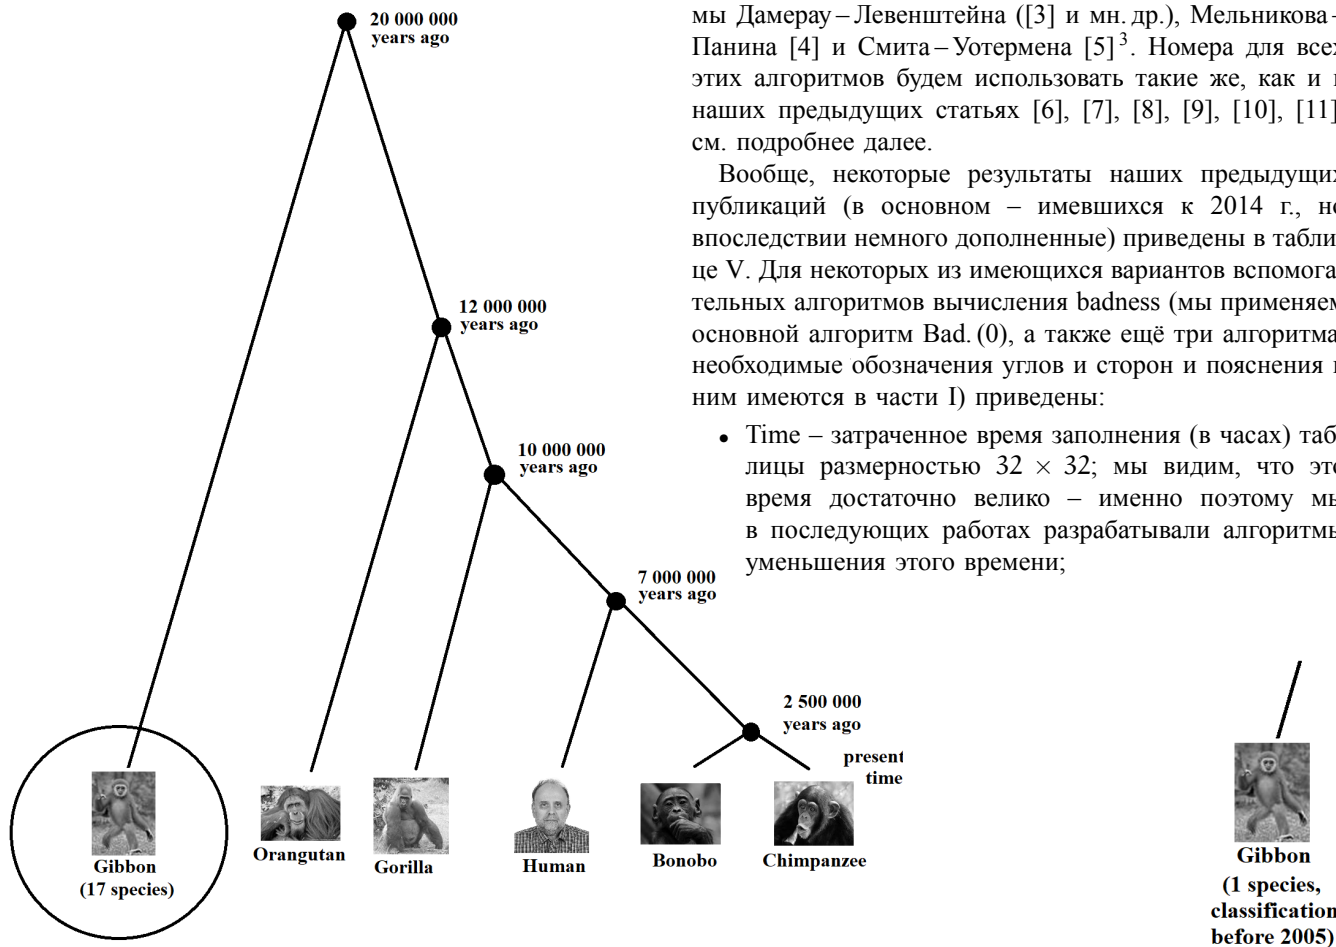 20 000 000
years ago
12 000 000
years ago
10 000 000
years ago
7 000 000
years ago
2 500 000
years ago
present
time
Gibbon
(17 species)
Orangutan
Gorilla
Human
Bonobo
Chimpanzee
мы Дамерау – Левенштейна ([3] и мн. др.), Мельникова –
Панина [4] и Смита – Уотермена [5] 3. Номера для всех
этих алгоритмов будем использовать такие же, как и
наших предыдущих статьях [6], [7], [8], [9], [10], [11]
см. подробнее далее.
Вообще, некоторые результаты наших предыдущих
публикаций (в основном – имевшихся к 2014 г., но
впоследствии немного дополненные) приведены в табли
це V. Для некоторых из имеющихся вариантов вспомога
тельных алгоритмов вычисления badness (мы применяем
основной алгоритм Bad. (0), а также ещё три алгоритма
необходимые обозначения углов и сторон и пояснения
ним имеются в части I) приведены:
• Time – затраченное время заполнения (в часах) таб
лицы размерностью 32 × 32; мы видим, что это
время достаточно велико – именно поэтому мы
в последующих работах разрабатывали алгоритмы
уменьшения этого времени;
Gibbon
(1 species,
classification
before 2005)